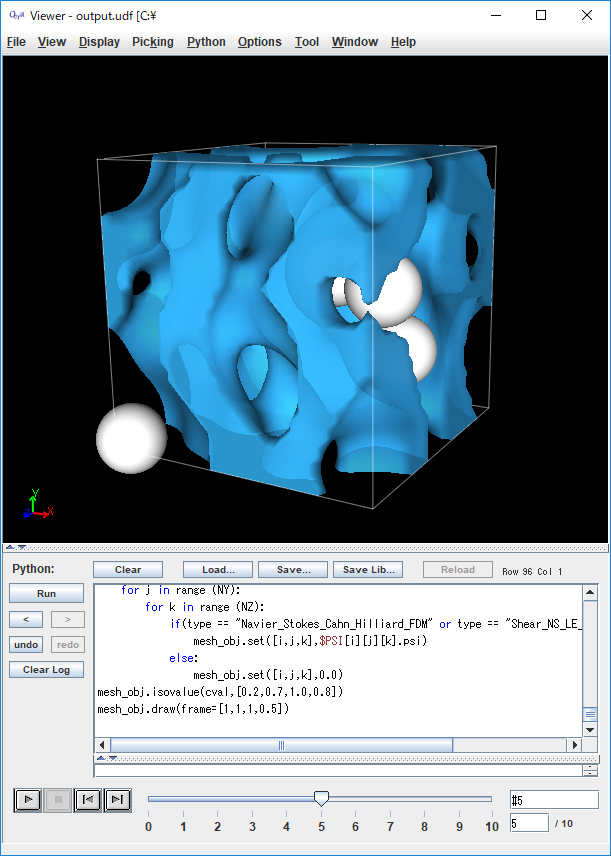 Viewer - output.udf [C:¥
File View Display Picking Python Options Tool Window Help
Y
X
Python:
Clear Load... Save... Save Lib... Reload Row 96 Col 1
Run
< >
undo redo
Clear Log
for j in range (NY):
for k in range (NZ):
if(type == "Navier_Stokes_Cahn_Hilliard_FDM" or type == "Shear_NS_LE_
mesh_obj.set([i,j,k],$PSI[i][j][k].psi)
else:
mesh_obj.set([i,j,k],0.0)
mesh_obj.isovalue(cval,[0.2,0.7,1.0,0.8])
mesh_obj.draw(frame=[1,1,1,0.5])
#5
0 1 2 3 4 5 6 7 8 9 10
5 / 10